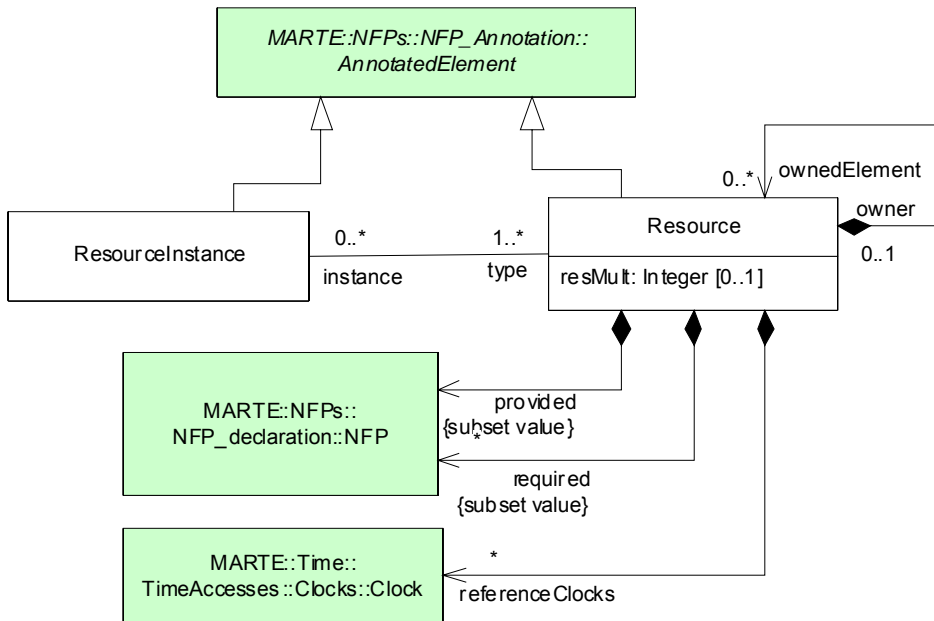 MARTE::NFPs::NFP_Annotation::
AnnotatedElement
ownedElement
0..*
owner
0..1
Resource
resMult: Integer [0..1]
ResourceInstance
0..*
instance
1..*
type
MARTE::NFPs::
NFP_declaration::NFP
provided
{subset value}
*
required
{subset value}
MARTE::Time::
TimeAccesses::Clocks::Clock
*
referenceClocks